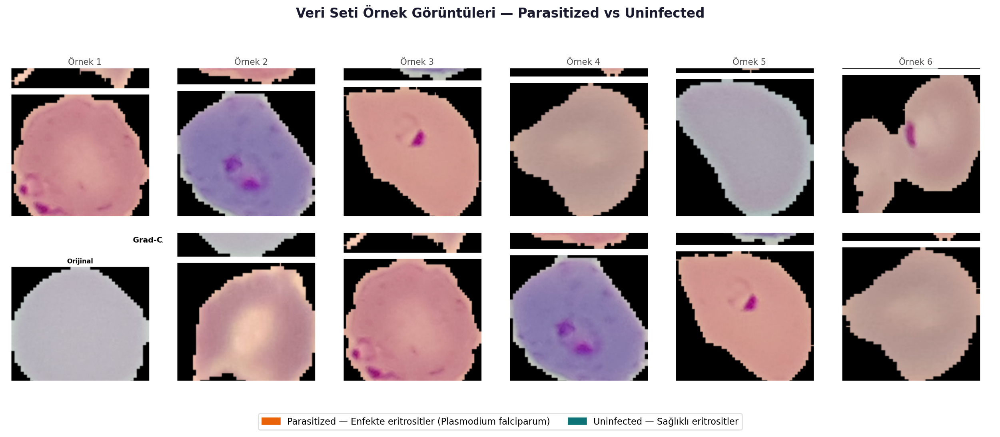 Veri Seti Örnek Görüntüleri — Parasitized vs Uninfected
Örnek 1
Örnek 2
Örnek 3
Örnek 4
Örnek 5
Örnek 6
Grad-C
Orijinal
Parasitized — Enfekte eritrositler (Plasmodium falciparum)
Uninfected — Sağlıklı eritrositler